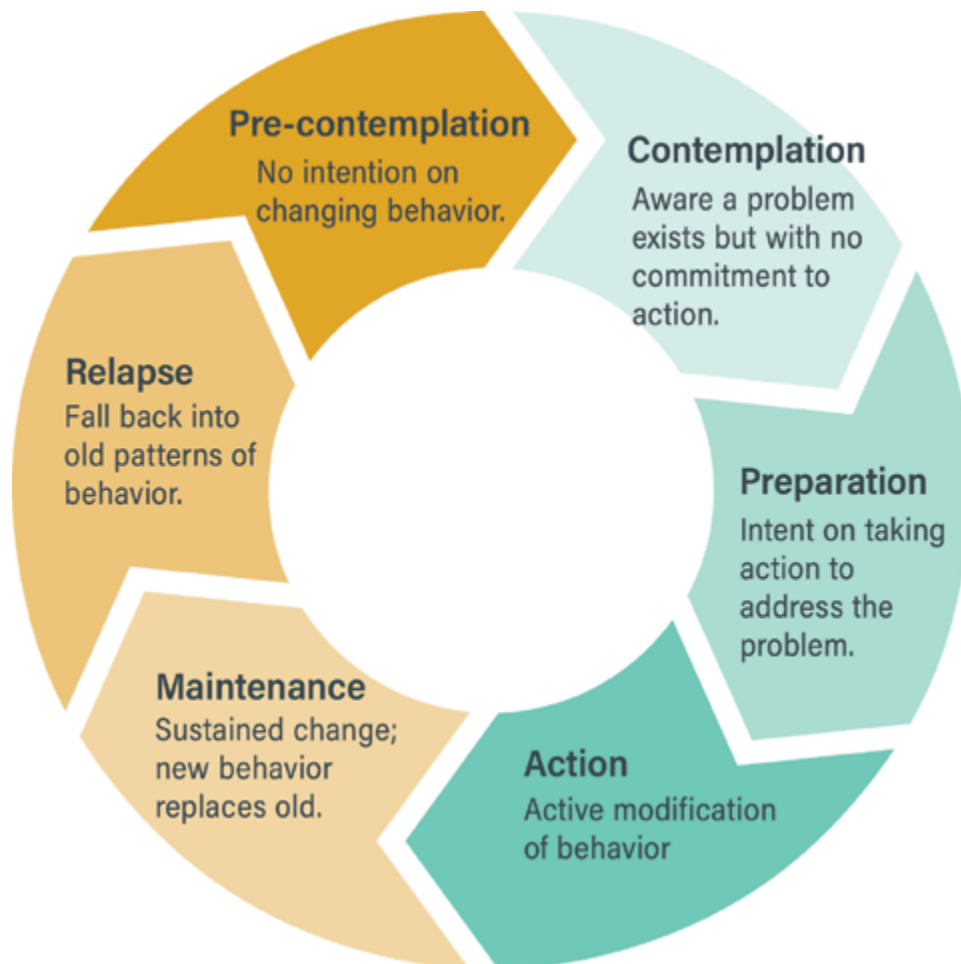 Pre-contemplation
No intention on
changing behavior.
Contemplation
Aware a problem
exists but with no
commitment to
action.
Preparation
Intent on taking
action to
address the
problem.
Action
Active modification
of behavior
Maintenance
Sustained change;
new behavior
replaces old.
Relapse
Fall back into
old patterns of
behavior.